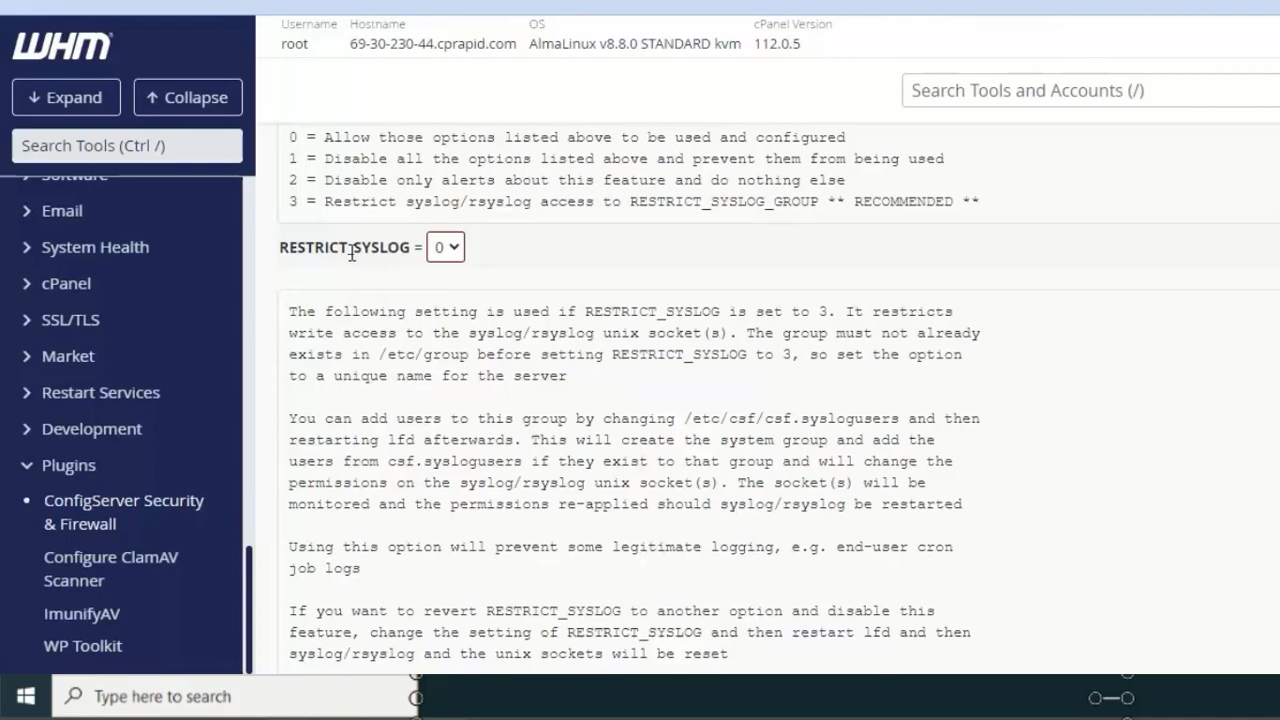 WHM
Expand
Collapse
Search Tools (Ctrl /)
Software
Email
System Health
cPanel
SSL/TLS
Market
Restart Services
Development
Plugins
ConfigServer Security
& Firewall
Configure ClamAV
Scanner
ImunifyAV
WP Toolkit
Username Hostname OS cPanel Version
root 69-30-230-44.cprapid.com AlmaLinux v8.8.0 STANDARD kvm 112.0.5
Search Tools and Accounts (/)
0 = Allow those options listed above to be used and configured
1 = Disable all the options listed above and prevent them from being used
2 = Disable only alerts about this feature and do nothing else
3 = Restrict syslog/rsyslog access to RESTRICT_SYSLOG_GROUP ** RECOMMENDED **
RESTRICT_SYSLOG = 0
The following setting is used if RESTRICT_SYSLOG is set to 3. It restricts
write access to the syslog/rsyslog unix socket(s). The group must not already
exists in /etc/group before setting RESTRICT_SYSLOG to 3, so set the option
to a unique name for the server
You can add users to this group by changing /etc/csf/csf.syslogusers and then
restarting lfd afterwards. This will create the system group and add the
users from csf.syslogusers if they exist to that group and will change the
permissions on the syslog/rsyslog unix socket(s). The socket(s) will be
monitored and the permissions re-applied should syslog/rsyslog be restarted
Using this option will prevent some legitimate logging, e.g. end-user cron
job logs
If you want to revert RESTRICT_SYSLOG to another option and disable this
feature, change the setting of RESTRICT_SYSLOG and then restart lfd and then
syslog/rsyslog and the unix sockets will be reset
Type here to search